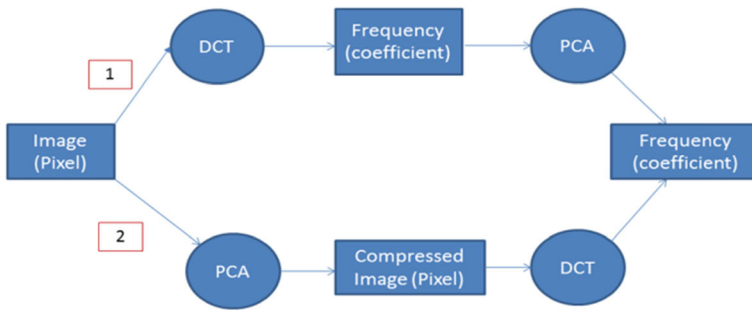 DCT
Frequency
(coefficient)
PCA
1
Image
(Pixel)
Frequency
(coefficient)
2
PCA
Compressed
Image (Pixel)
DCT